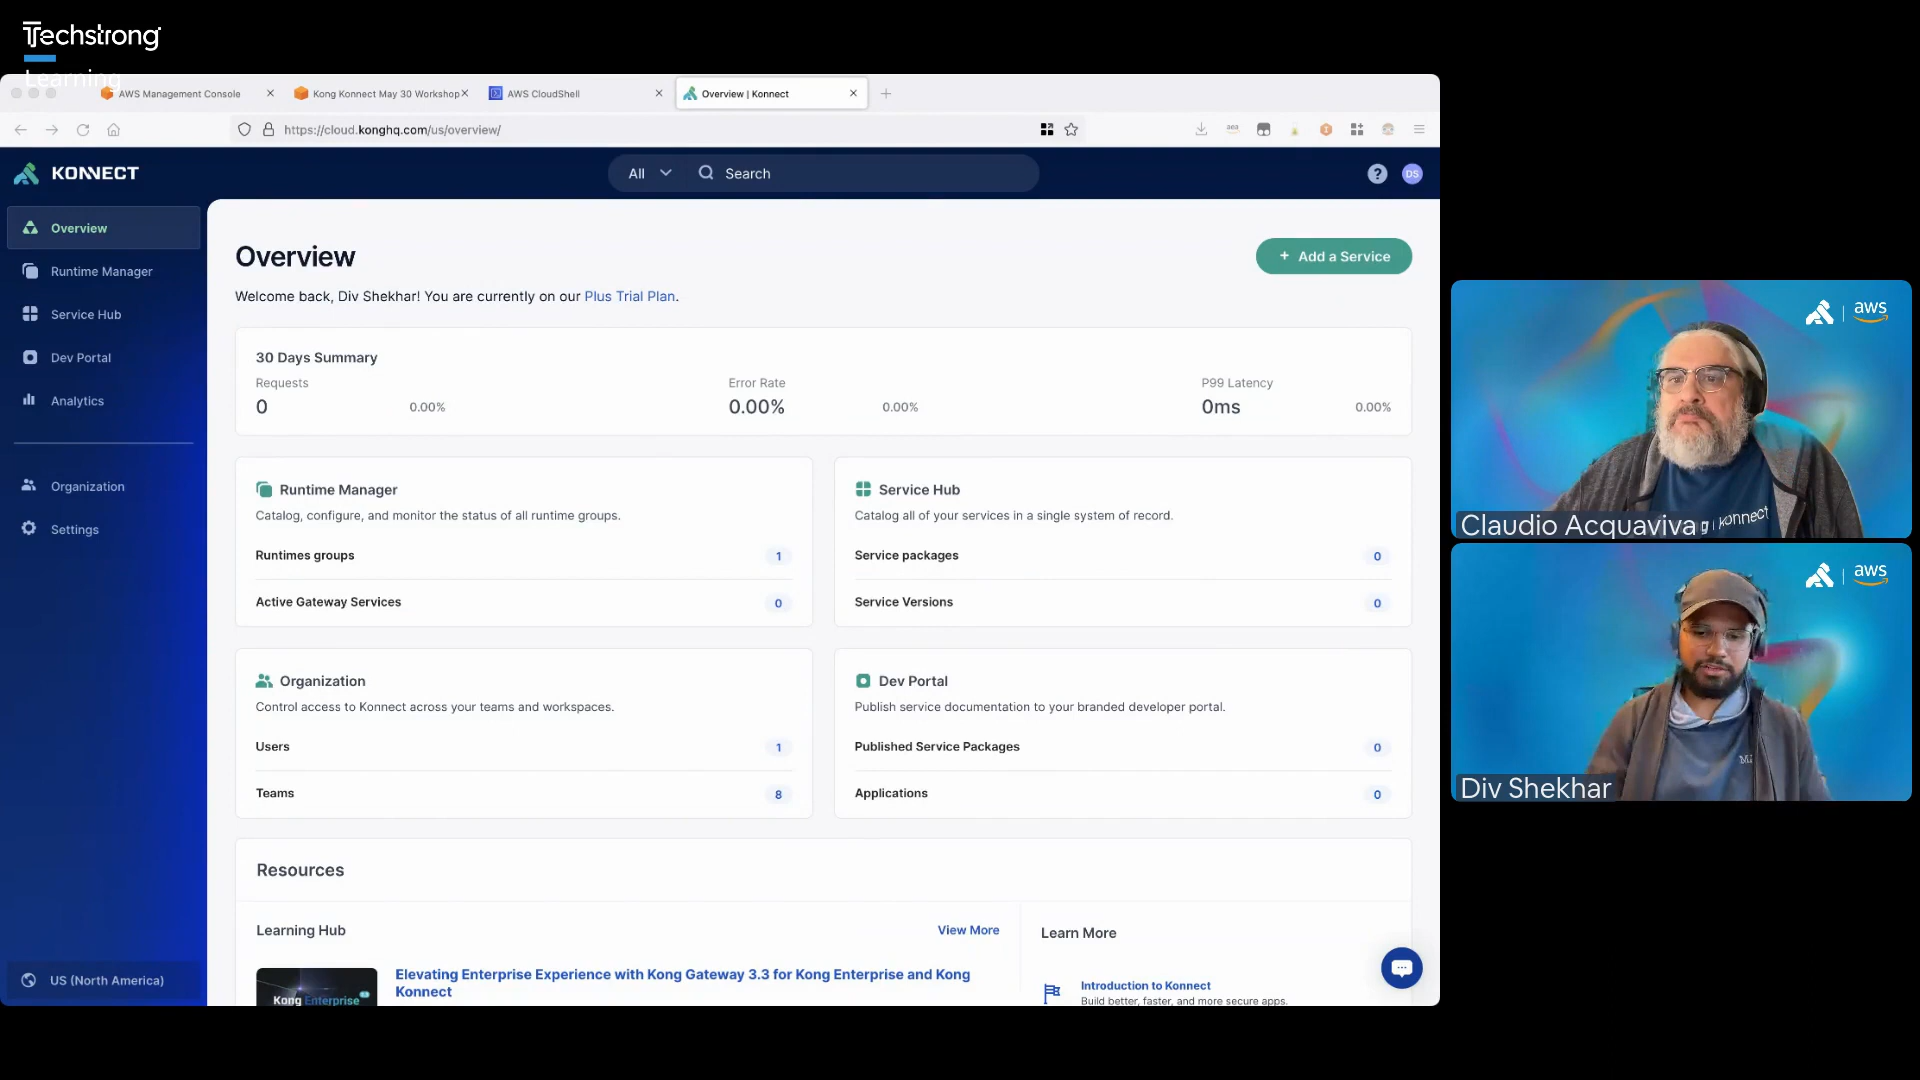 Techstrong
Learning
AWS Management Console
Kong Konnect May 30 Workshop
AWS CloudShell
Overview | Konnect
https://cloud.konghq.com/us/overview/
KONNECT
All
Search
?
DS
Overview
Runtime Manager
Service Hub
Dev Portal
Analytics
Organization
Settings
US (North America)
Overview
+ Add a Service
Welcome back, Div Shekhar! You are currently on our Plus Trial Plan.
30 Days Summary
Requests
0
0.00%
Error Rate
0.00%
0.00%
P99 Latency
0ms
0.00%
Runtime Manager
Catalog, configure, and monitor the status of all runtime groups.
Runtimes groups 1
Active Gateway Services 0
Service Hub
Catalog all of your services in a single system of record.
Service packages 0
Service Versions 0
Organization
Control access to Konnect across your teams and workspaces.
Users 1
Teams 8
Dev Portal
Publish service documentation to your branded developer portal.
Published Service Packages 0
Applications 0
Resources
Learning Hub
View More
Kong Enterprise
Elevating Enterprise Experience with Kong Gateway 3.3 for Kong Enterprise and Kong
Konnect
Learn More
Introduction to Konnect
Build better, faster, and more secure apps.
aws
konnect
Claudio Acquaviva
aws
Div Shekhar